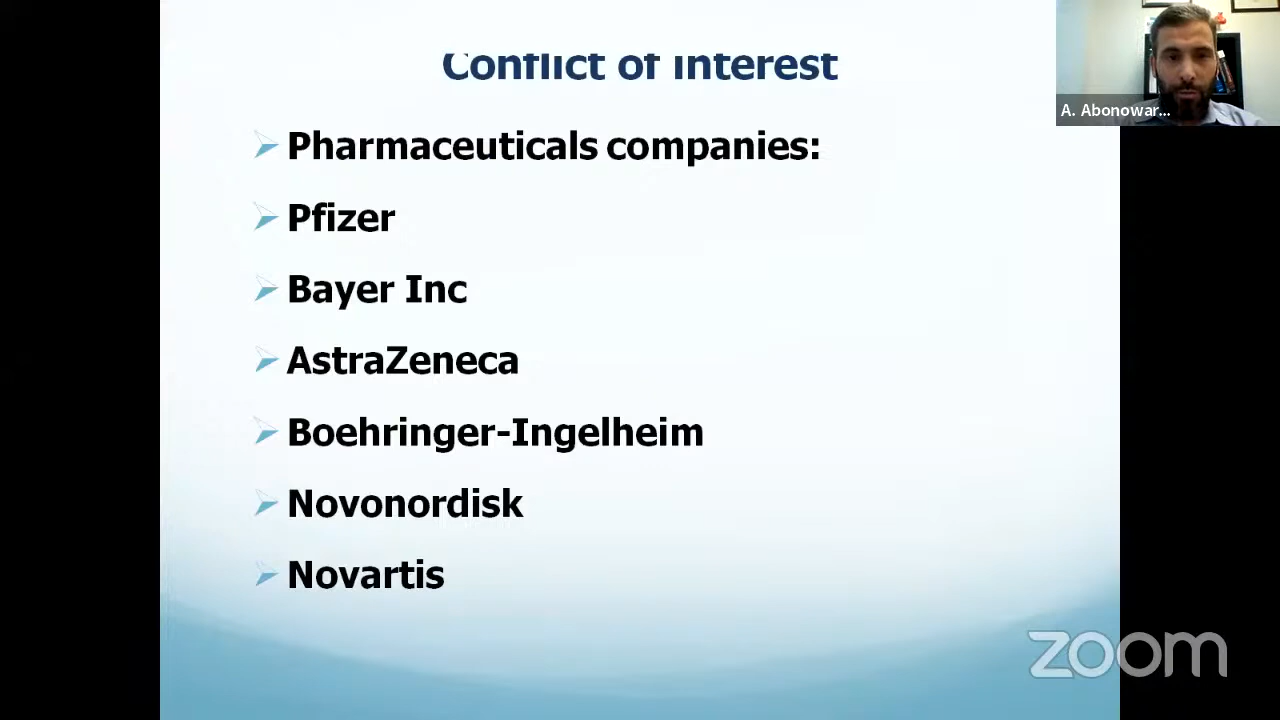 Conflict of interest
A. Abonowar...
Pharmaceuticals companies:
Pfizer
Bayer Inc
AstraZeneca
Boehringer-Ingelheim
Novonordisk
Novartis
zoom